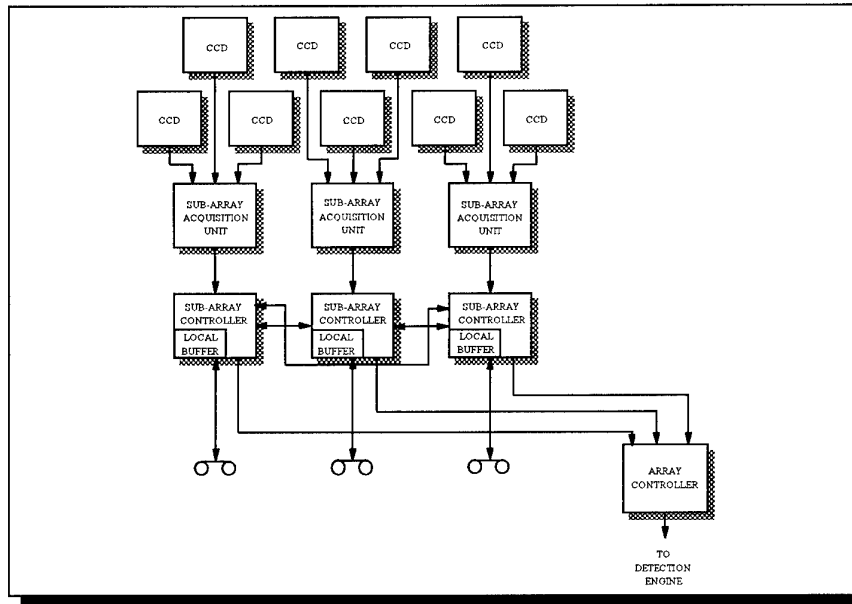 CCD
CCD
CCD
CCD
CCD
CCD
CCD
CCD
CCD
SUB-ARRAY
ACQUISITION
UNIT
SUB-ARRAY
ACQUISITION
UNIT
SUB-ARRAY
ACQUISITION
UNIT
SUB-ARRAY
CONTROLLER
LOCAL
BUFFER
SUB-ARRAY
CONTROLLER
LOCAL
BUFFER
SUB-ARRAY
CONTROLLER
LOCAL
BUFFER
ARRAY
CONTROLLER
TO
DETECTION
ENGINE